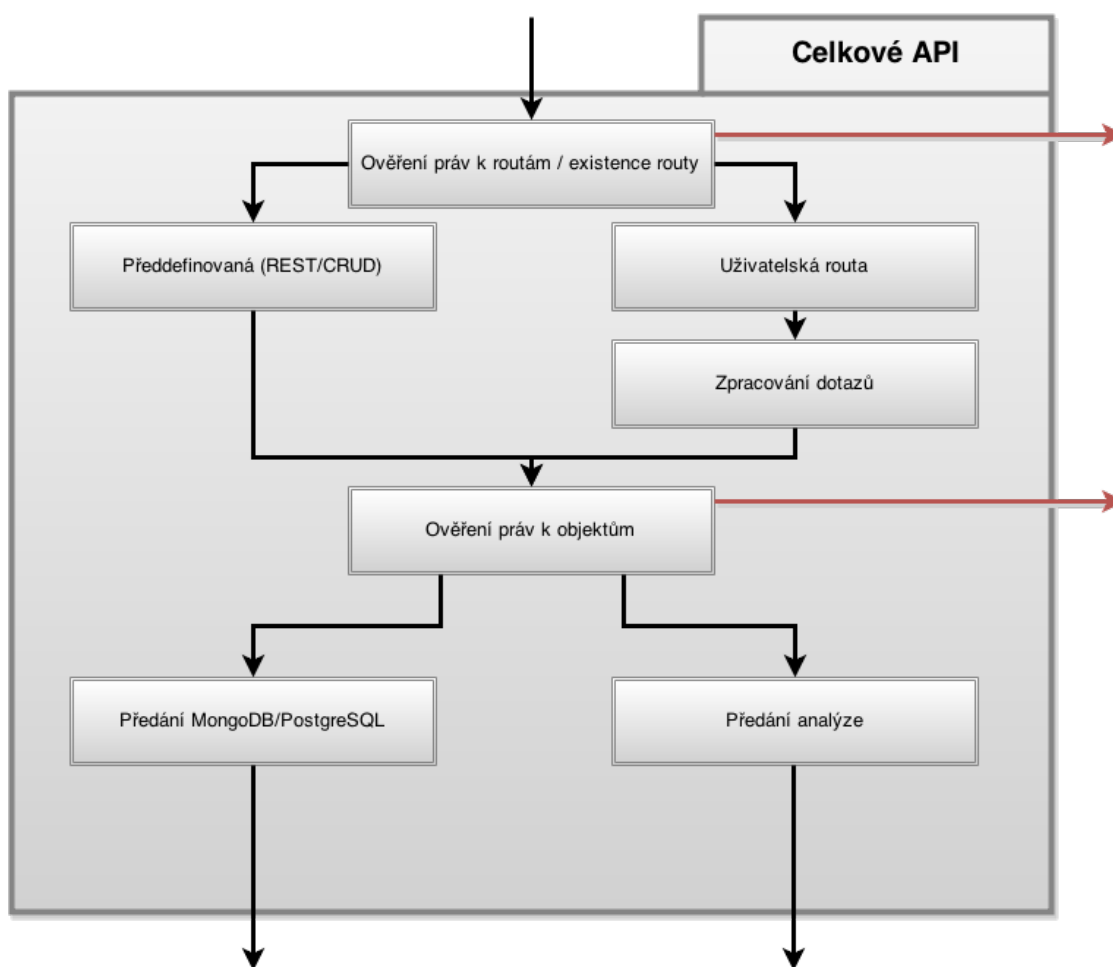 Celkové API
Ověření práv k routám / existence routy
Předdefinovaná (REST/CRUD)
Uživatelská routa
Zpracování dotazů
Ověření práv k objektům
Předání MongoDB/PostgreSQL
Předání analýze